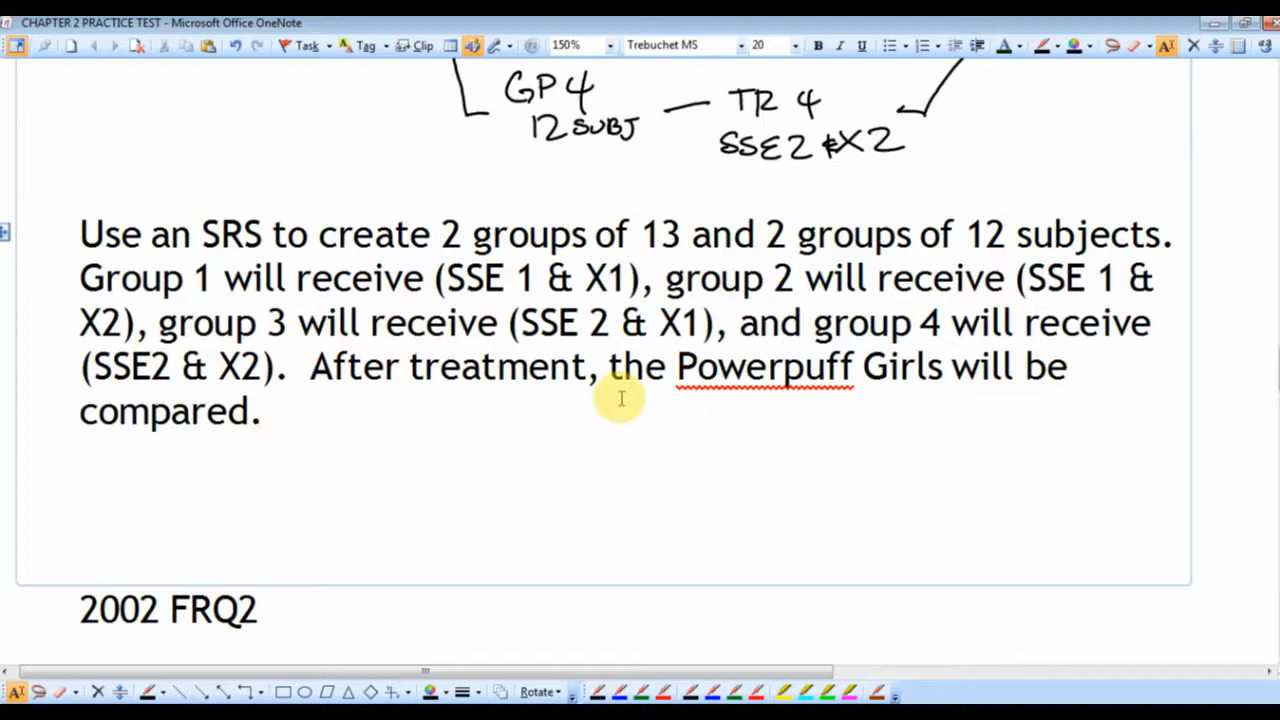 CHAPTER 2 PRACTICE TEST - Microsoft Office OneNote
Task Tag Clip 150% Trebuchet MS 20 B I U A
GP 4 — TR 4
12 SUBJ SSE 2 & X 2
Use an SRS to create 2 groups of 13 and 2 groups of 12 subjects.
Group 1 will receive (SSE 1 & X1), group 2 will receive (SSE 1 &
X2), group 3 will receive (SSE 2 & X1), and group 4 will receive
(SSE2 & X2). After treatment, the Powerpuff Girls will be
compared.
2002 FRQ2
Rotate